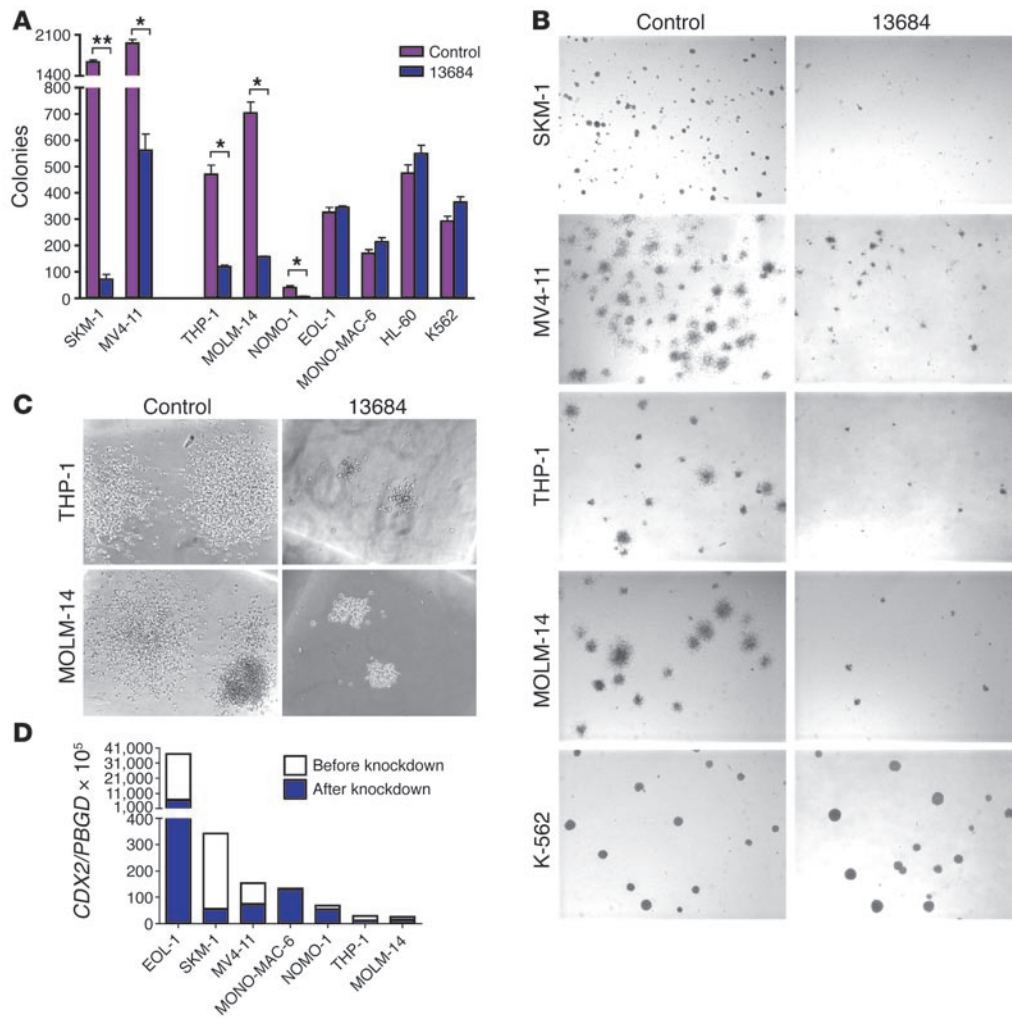 A
2100
1400
800
700
600
500
400
300
200
100
0
Colonies
**
*
*
*
*
Control
13684
SKM-1
MV4-11
THP-1
MOLM-14
NOMO-1
EOL-1
MONO-MAC-6
HL-60
K562
B
Control
13684
SKM-1
MV4-11
THP-1
MOLM-14
K-562
C
Control
13684
THP-1
MOLM-14
D
41,000
31,000
21,000
11,000
1,000
400
300
200
100
0
CDX2/PBGD × 10⁵
Before knockdown
After knockdown
EOL-1
SKM-1
MV4-11
MONO-MAC-6
NOMO-1
THP-1
MOLM-14